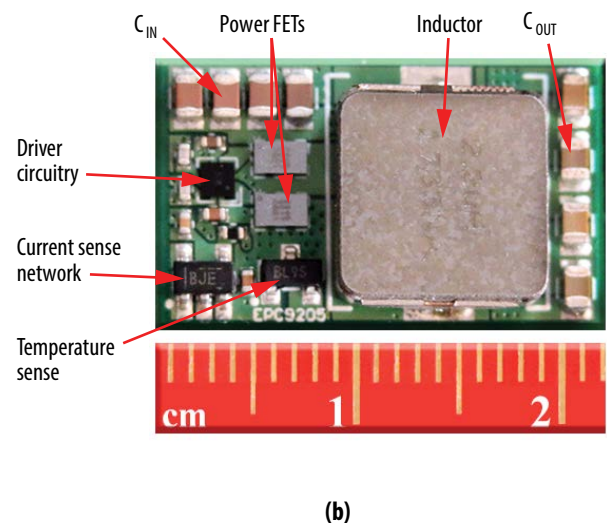 C IN
Power FETs
Inductor
C OUT
Driver
circuitry
Current sense
network
Temperature
sense
BJE
BL95
EPC9205
cm
1
2
(b)